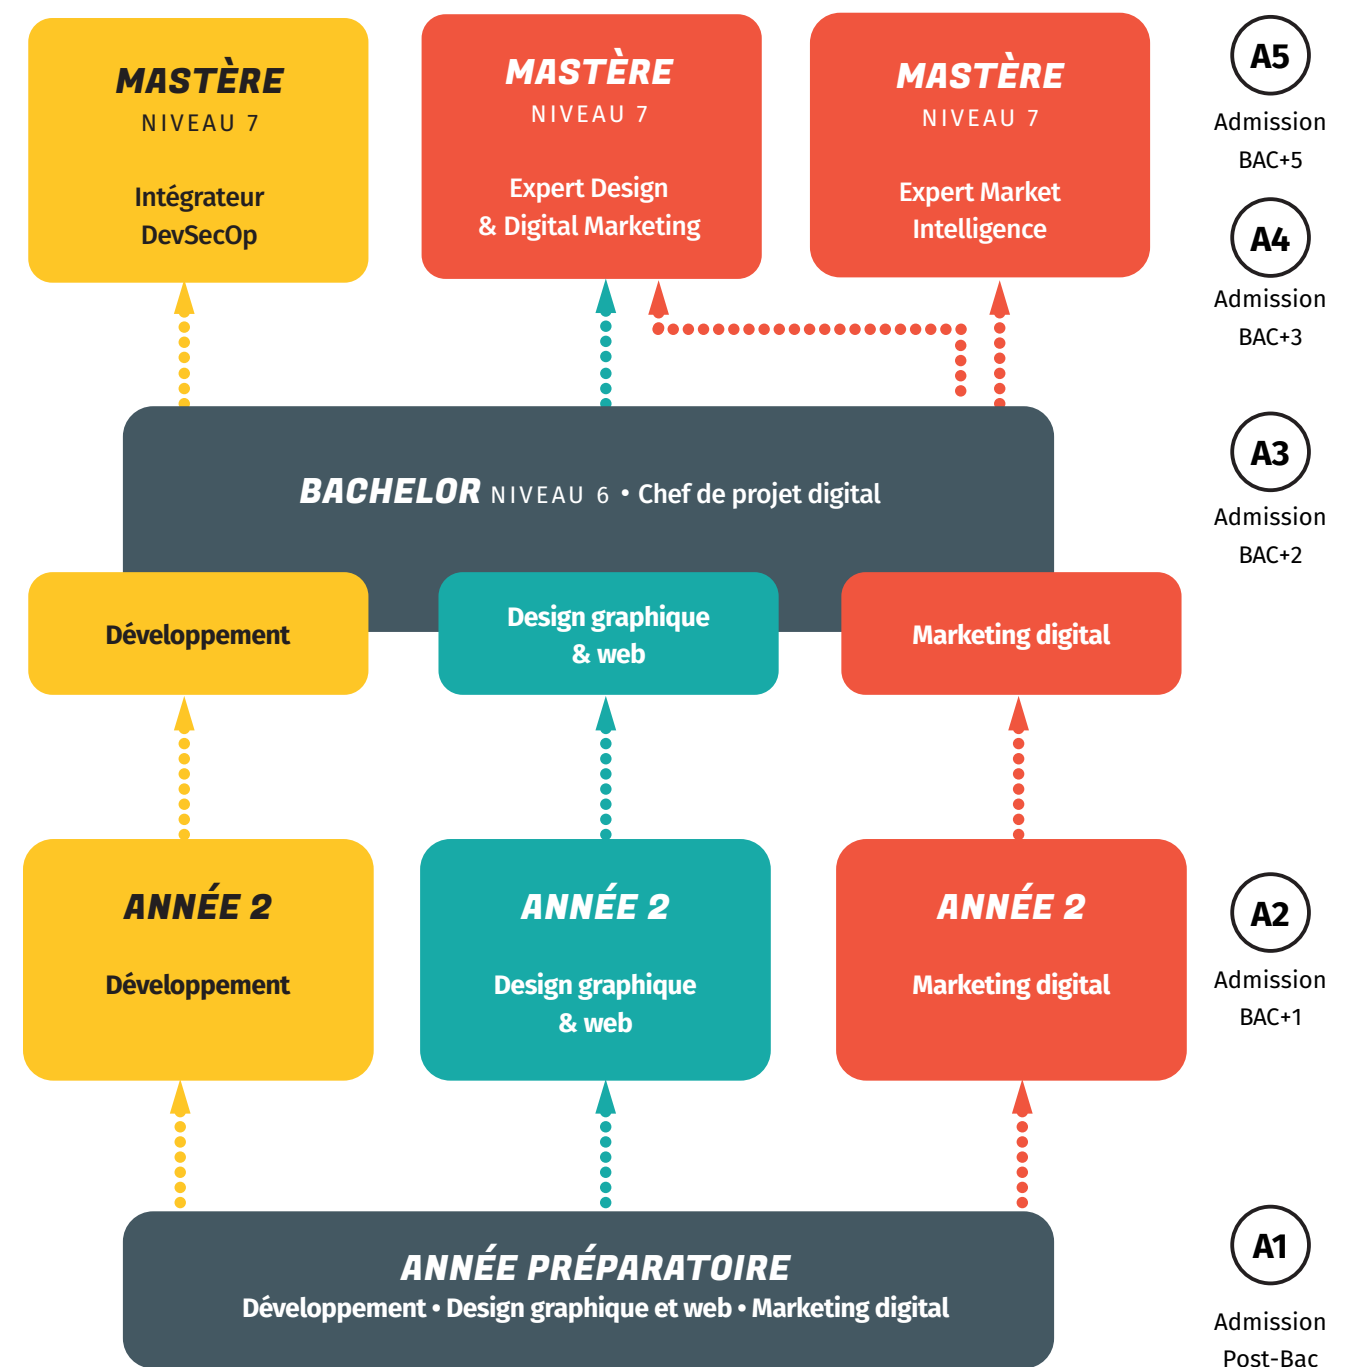 MASTÈRE
NIVEAU 7
Intégrateur
DevSecOp
MASTÈRE
NIVEAU 7
Expert Design
& Digital Marketing
MASTÈRE
NIVEAU 7
Expert Market
Intelligence
A5
Admission
BAC+5
A4
Admission
BAC+3
BACHELOR NIVEAU 6 • Chef de projet digital
A3
Admission
BAC+2
Développement
Design graphique
& web
Marketing digital
ANNÉE 2
Développement
ANNÉE 2
Design graphique
& web
ANNÉE 2
Marketing digital
A2
Admission
BAC+1
ANNÉE PRÉPARATOIRE
Développement • Design graphique et web • Marketing digital
A1
Admission
Post-Bac